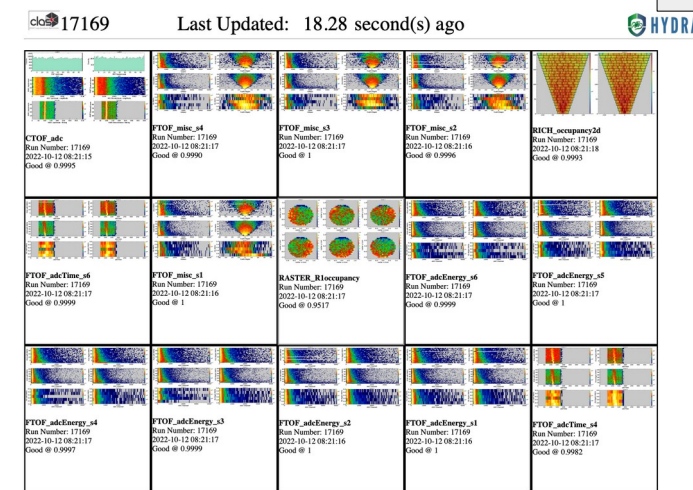 clas 17169
Last Updated: 18.28 second(s) ago
HYDRA
CTOF_adc
Run Number: 17169
2022-10-12 08:21:15
Good @ 0.9995
FTOF_misc_s4
Run Number: 17169
2022-10-12 08:21:17
Good @ 0.9990
FTOF_misc_s3
Run Number: 17169
2022-10-12 08:21:17
Good @ 1
FTOF_misc_s2
Run Number: 17169
2022-10-12 08:21:16
Good @ 0.9996
RICH_occupancy2d
Run Number: 17169
2022-10-12 08:21:18
Good @ 0.9993
FTOF_adcTime_s6
Run Number: 17169
2022-10-12 08:21:17
Good @ 0.9999
FTOF_misc_s1
Run Number: 17169
2022-10-12 08:21:16
Good @ 1
RASTER_R1occupancy
Run Number: 17169
2022-10-12 08:21:17
Good @ 0.9517
FTOF_adcEnergy_s6
Run Number: 17169
2022-10-12 08:21:17
Good @ 0.9999
FTOF_adcEnergy_s5
Run Number: 17169
2022-10-12 08:21:17
Good @ 1
FTOF_adcEnergy_s4
Run Number: 17169
2022-10-12 08:21:17
Good @ 0.9997
FTOF_adcEnergy_s3
Run Number: 17169
2022-10-12 08:21:17
Good @ 0.9999
FTOF_adcEnergy_s2
Run Number: 17169
2022-10-12 08:21:16
Good @ 1
FTOF_adcEnergy_s1
Run Number: 17169
2022-10-12 08:21:16
Good @ 1
FTOF_adcTime_s4
Run Number: 17169
2022-10-12 08:21:17
Good @ 0.9982